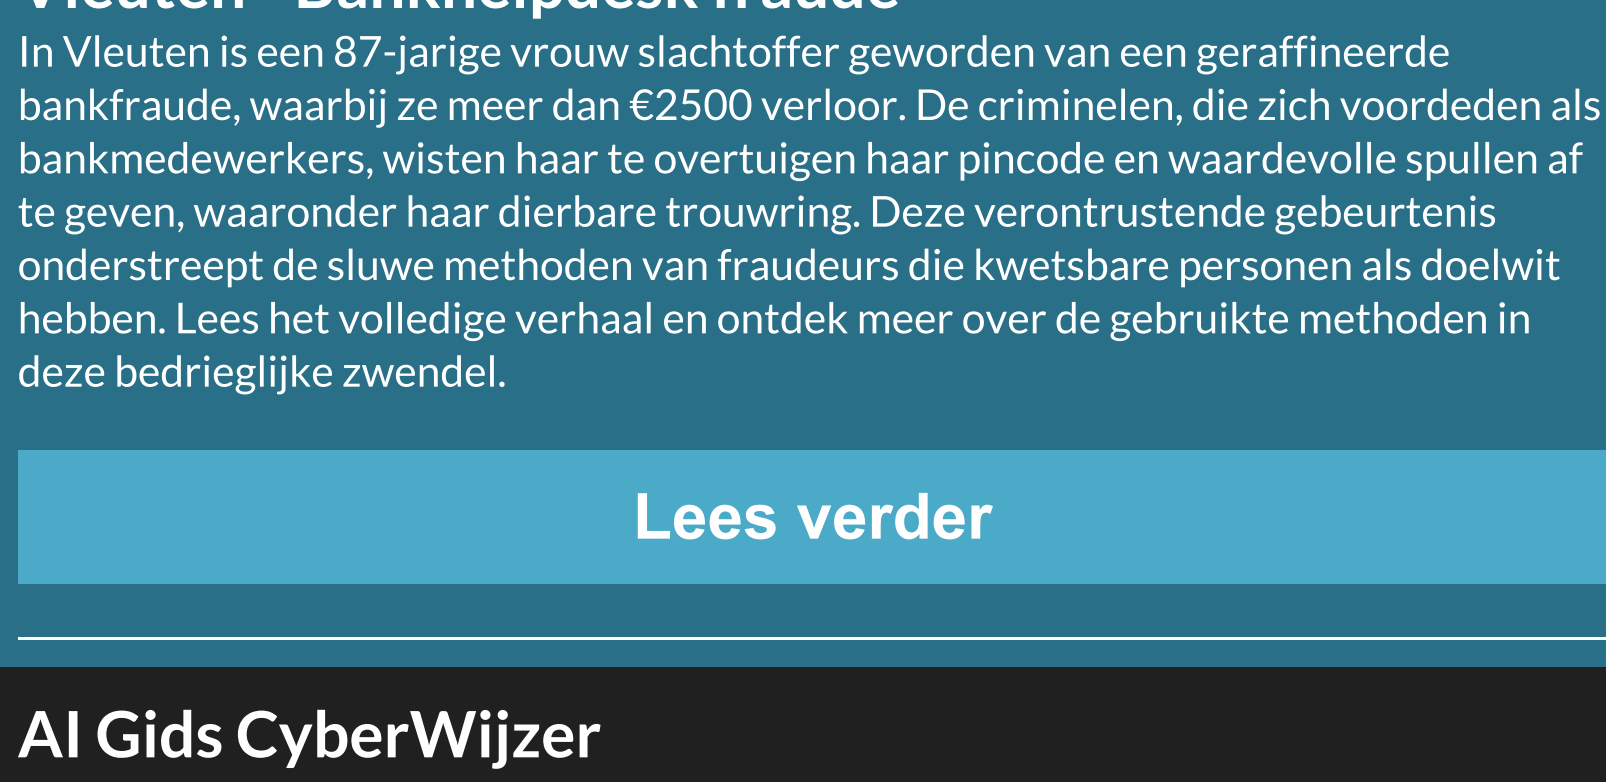 Vleuten - Bankhelpdesk fraude
In Vleuten is een 87-jarige vrouw slachtoffer geworden van een geraffineerde
bankfraude, waarbij ze meer dan €2500 verloor. De criminelen, die zich voordeden als
bankmedewerkers, wisten haar te overtuigen haar pincode en waardevolle spullen af
te geven, waaronder haar dierbare trouwring. Deze verontrustende gebeurtenis
onderstreept de sluwe methoden van fraudeurs die kwetsbare personen als doelwit
hebben. Lees het volledige verhaal en ontdek meer over de gebruikte methoden in
deze bedrieglijke zwendel.
Lees verder
AI Gids CyberWijzer